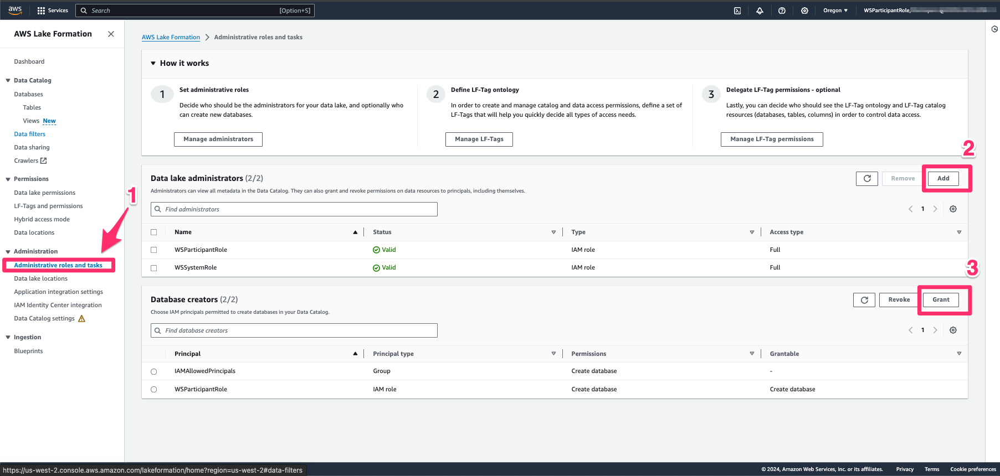 aws
Services
Search
[Option+S]
Oregon
WSParticipantRole,
AWS Lake Formation
Dashboard
Data Catalog
Databases
Tables
Views New
Data filters
Data sharing
Crawlers
Permissions
Data lake permissions
LF-Tags and permissions
Hybrid access mode
Data locations
Administration
Administrative roles and tasks
Data lake locations
Application integration settings
IAM Identity Center integration
Data Catalog settings
Ingestion
Blueprints
1
AWS Lake Formation
Administrative roles and tasks
How it works
1
Set administrative roles
Decide who should be the administrators for your data lake, and optionally who
can create new databases.
Manage administrators
2
Define LF-Tag ontology
In order to create and manage catalog and data access permissions, define a set of
LF-Tags that will help you quickly decide all types of access needs.
Manage LF-Tags
3
Delegate LF-Tag permissions - optional
Lastly, you can decide who should see the LF-Tag ontology and LF-Tag catalog
resources (databases, tables, columns) in order to control data access.
Manage LF-Tag permissions
2
Data lake administrators (2/2)
Remove
Add
Administrators can view all metadata in the Data Catalog. They can also grant and revoke permissions on data resources to principals, including themselves.
Find administrators
1
Name Status Type Access type
WSParticipantRole Valid IAM role Full
WSSystemRole Valid IAM role Full
3
Database creators (2/2)
Revoke
Grant
Choose IAM principals permitted to create databases in your Data Catalog.
Find database creators
1
Principal Principal type Permissions Grantable
IAMAllowedPrincipals Group Create database -
WSParticipantRole IAM role Create database Create database
https://us-west-2.console.aws.amazon.com/lakeformation/home?region=us-west-2#data-filters
© 2024, Amazon Web Services, Inc. or its affiliates.
Privacy
Terms
Cookie preferences